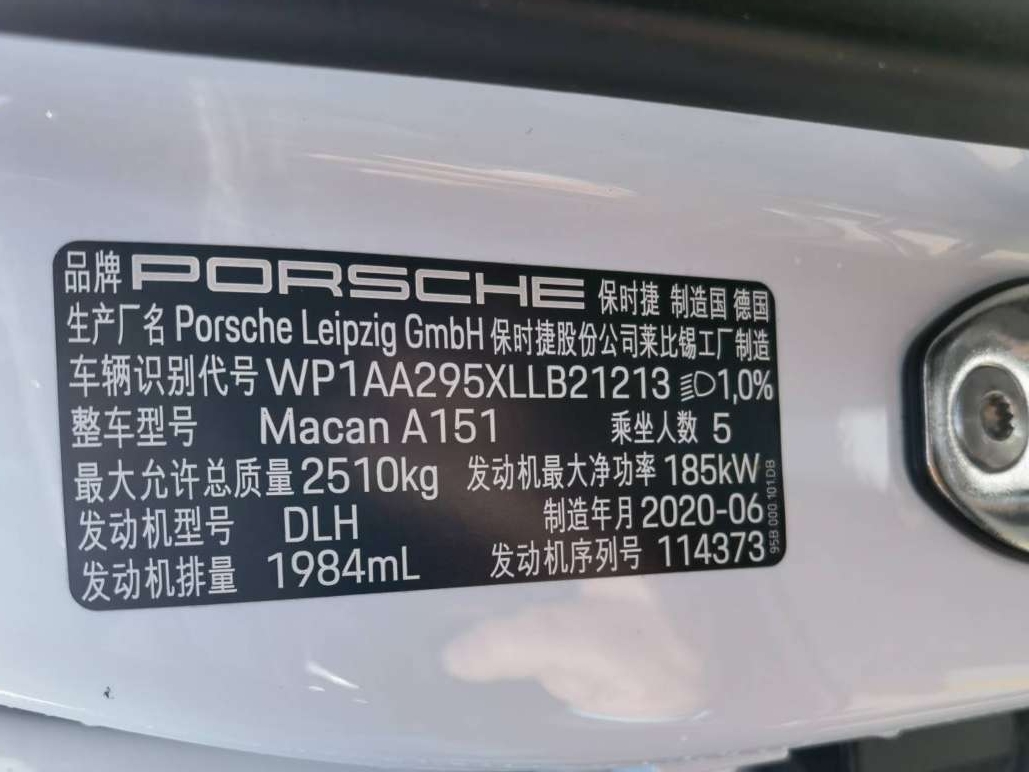 品牌 PORSCHE 保时捷 制造国 德国
生产厂名 Porsche Leipzig GmbH 保时捷股份公司莱比锡工厂制造
车辆识别代号 WP1AA295XLLB21213 1,0%
整车型号 Macan A151 乘坐人数 5
最大允许总质量 2510kg 发动机最大净功率 185kW
发动机型号 DLH 制造年月 2020-06
发动机排量 1984mL 发动机序列号 114373
95B 000 101.DB